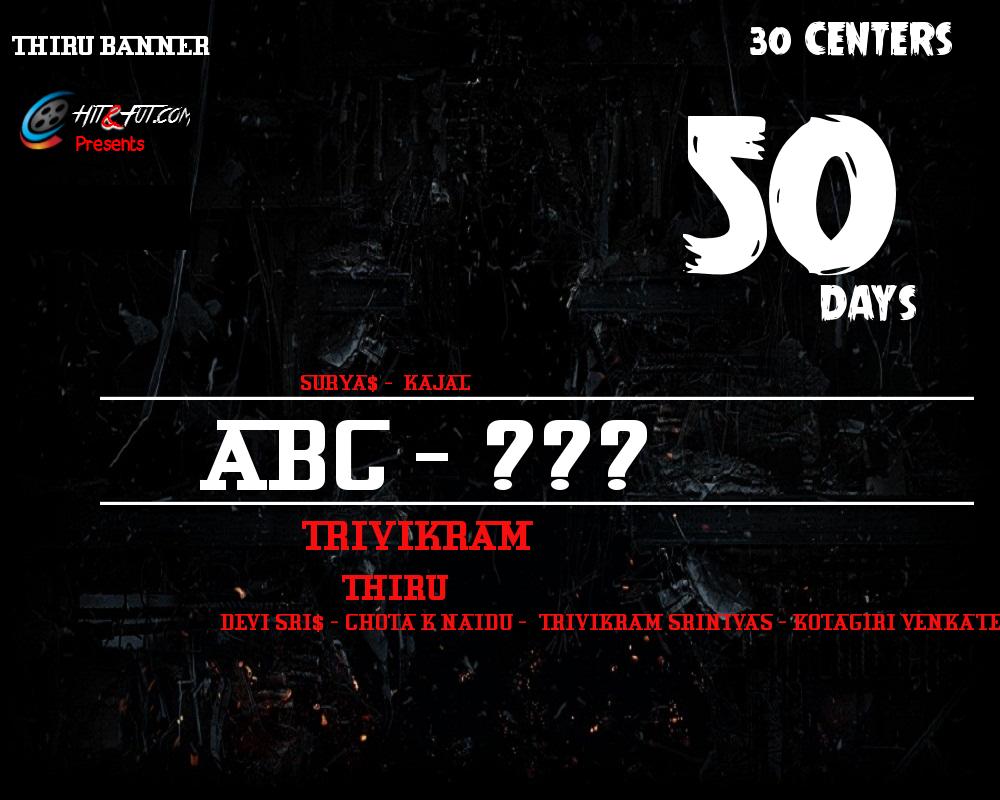 THIRU BANNER
30 CENTERS
HIT&FUT.COM
Presents
50
DAYS
SURYA$ - KAJAL
ABC - ???
TRIVIKRAM
THIRU
DEVI SRI$ - CHOTA K NAIDU - TRIVIKRAM SRINIVAS - KOTAGIRI VENKATE